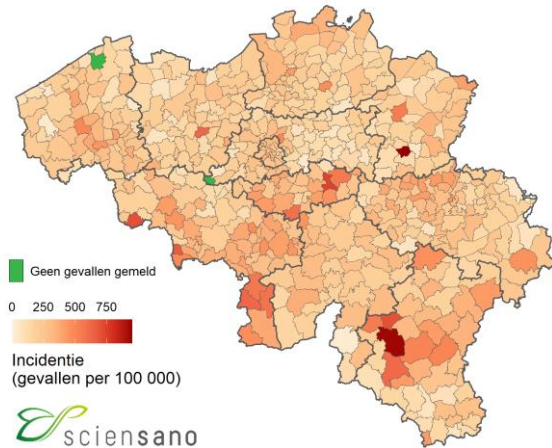 Geen gevallen gemeld
0 250 500 750
Incidentie
(gevallen per 100 000)
sciensano